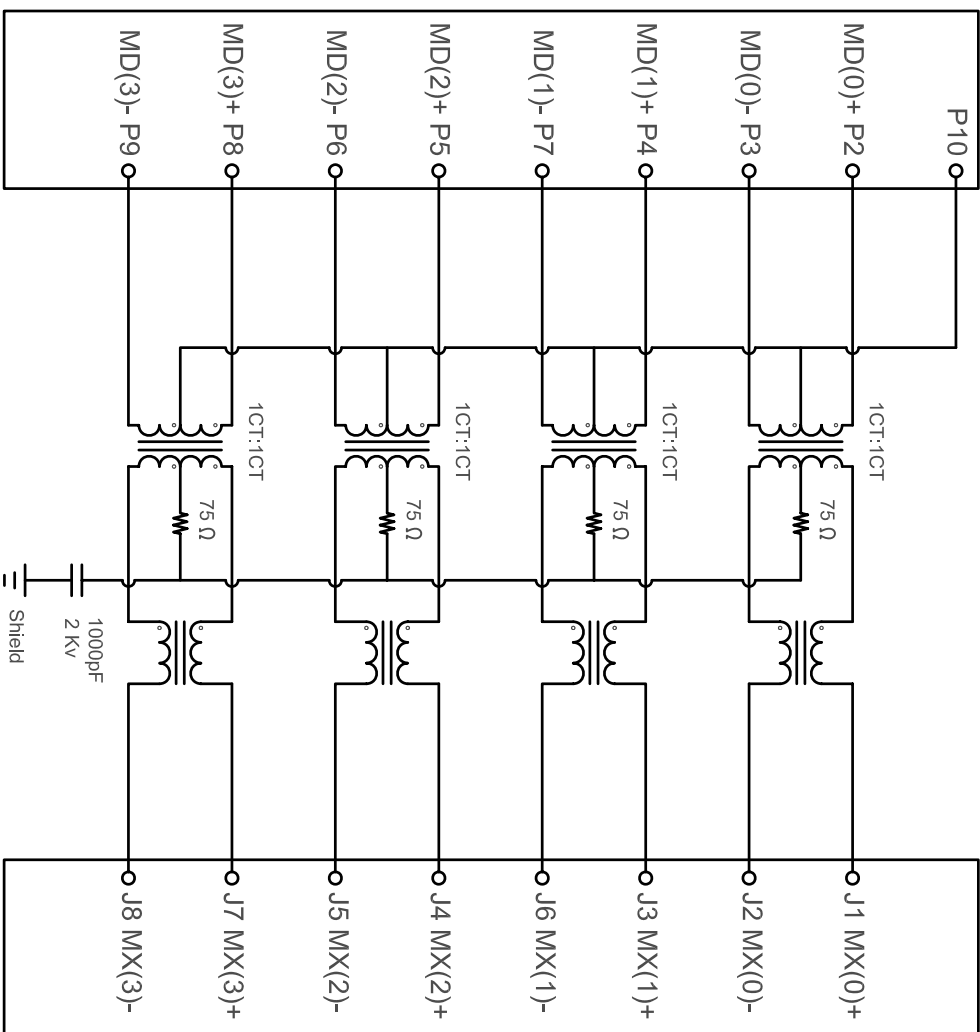 P10
MD(0)+ P2
MD(0)- P3
MD(1)+ P4
MD(1)- P7
MD(2)+ P5
MD(2)- P6
MD(3)+ P8
MD(3)- P9
1CT:1CT
1CT:1CT
1CT:1CT
1CT:1CT
75 Ω
75 Ω
75 Ω
75 Ω
1000pF
2 Kv
Shield
J1 MX(0)+
J2 MX(0)-
J3 MX(1)+
J6 MX(1)-
J4 MX(2)+
J5 MX(2)-
J7 MX(3)+
J8 MX(3)-